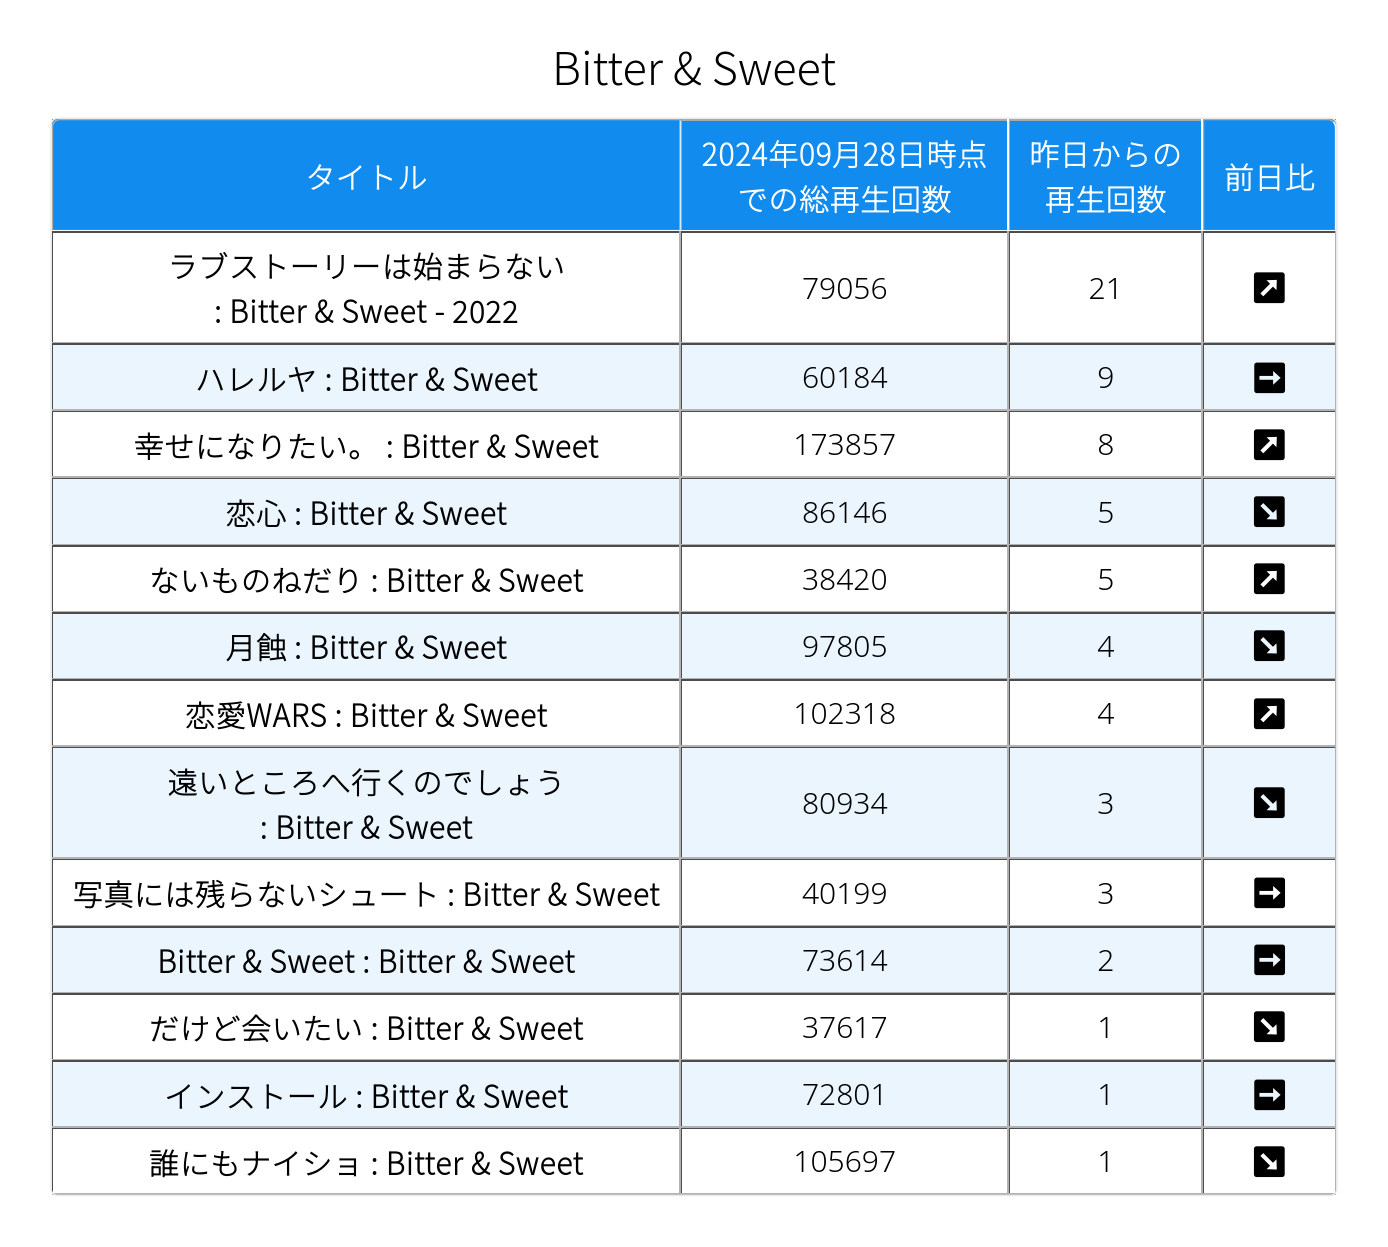 Bitter & Sweet
タイトル
2024年09月28日時点
での総再生回数
昨日からの
再生回数
前日比
ラブストーリーは始まらない
: Bitter & Sweet - 2022
79056
21
ハレルヤ : Bitter & Sweet
60184
9
幸せになりたい。 : Bitter & Sweet
173857
8
恋心 : Bitter & Sweet
86146
5
ないものねだり : Bitter & Sweet
38420
5
月蝕 : Bitter & Sweet
97805
4
恋愛WARS : Bitter & Sweet
102318
4
遠いところへ行くのでしょう
: Bitter & Sweet
80934
3
写真には残らないシュート : Bitter & Sweet
40199
3
Bitter & Sweet : Bitter & Sweet
73614
2
だけど会いたい : Bitter & Sweet
37617
1
インストール : Bitter & Sweet
72801
1
誰にもナイショ : Bitter & Sweet
105697
1